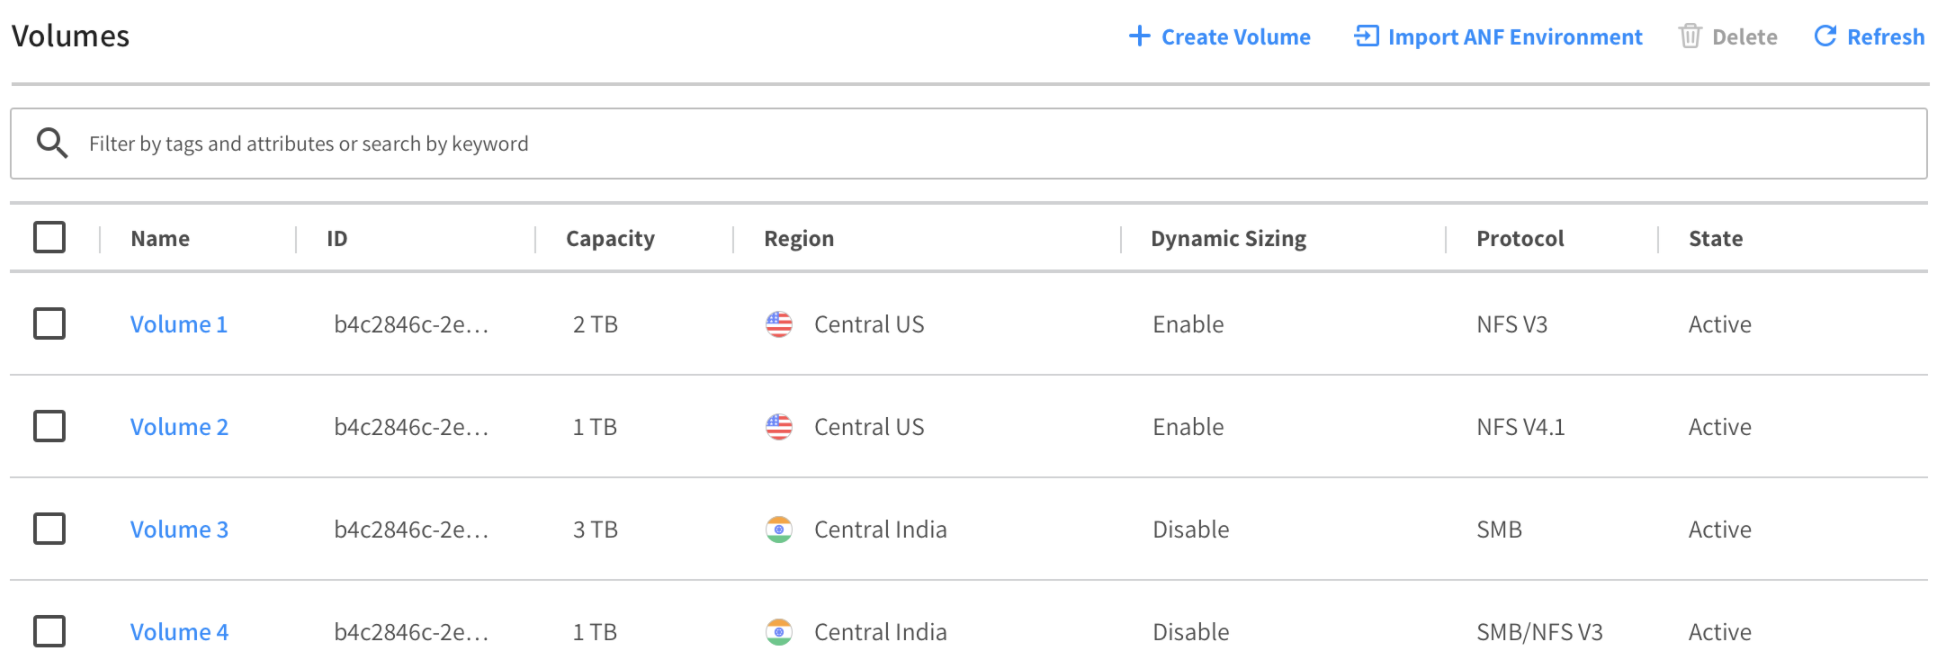 Volumes
Create Volume Import ANF Environment Delete Refresh
Filter by tags and attributes or search by keyword
Name ID Capacity Region Dynamic Sizing Protocol State
Volume 1 b4c2846c-2e... 2 TB Central US Enable NFS V3 Active
Volume 2 b4c2846c-2e... 1 TB Central US Enable NFS V4.1 Active
Volume 3 b4c2846c-2e... 3 TB Central India Disable SMB Active
Volume 4 b4c2846c-2e... 1 TB Central India Disable SMB/NFS V3 Active